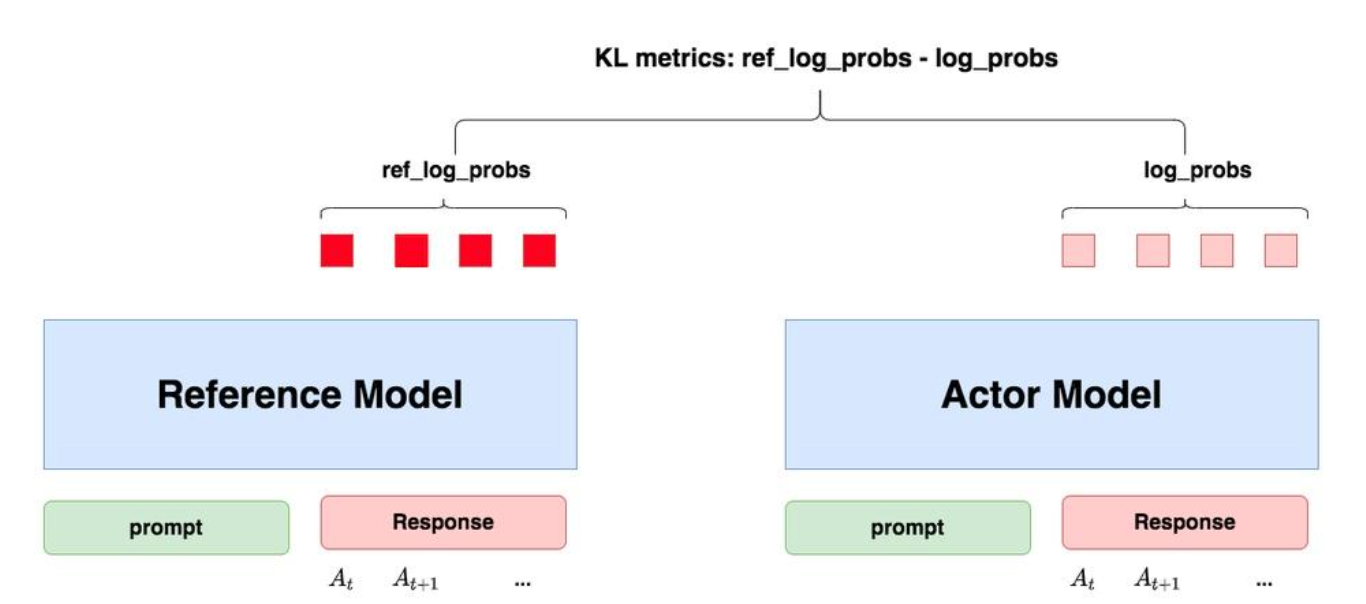 KL metrics: ref_log_probs - log_probs
ref_log_probs
log_probs
Reference Model
Actor Model
prompt
Response
prompt
Response
A_t A_{t+1} ...
A_t A_{t+1} ...